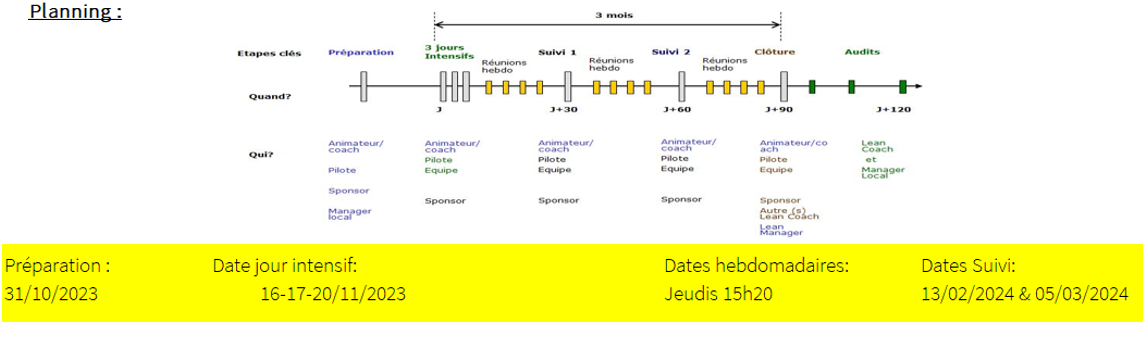 Planning :
3 mois
Etapes clés
Préparation
3 jours
Intensifs
Réunions
hebdo
Suivi 1
Réunions
hebdo
Suivi 2
Réunions
hebdo
Clôture
Audits
Quand?
J
J+30
J+60
J+90
J+120
Qui?
Animateur/
coach
Pilote
Sponsor
Manager
local
Animateur/
coach
Pilote
Equipe
Sponsor
Animateur/
coach
Pilote
Equipe
Sponsor
Animateur/
coach
Pilote
Equipe
Sponsor
Animateur/co
ach
Pilote
Equipe
Sponsor
Autre (s)
Lean Coach
Lean
Manager
Lean
Coach
et
Manager
Local
Préparation :
31/10/2023
Date jour intensif:
16-17-20/11/2023
Dates hebdomadaires:
Jeudis 15h20
Dates Suivi:
13/02/2024 & 05/03/2024